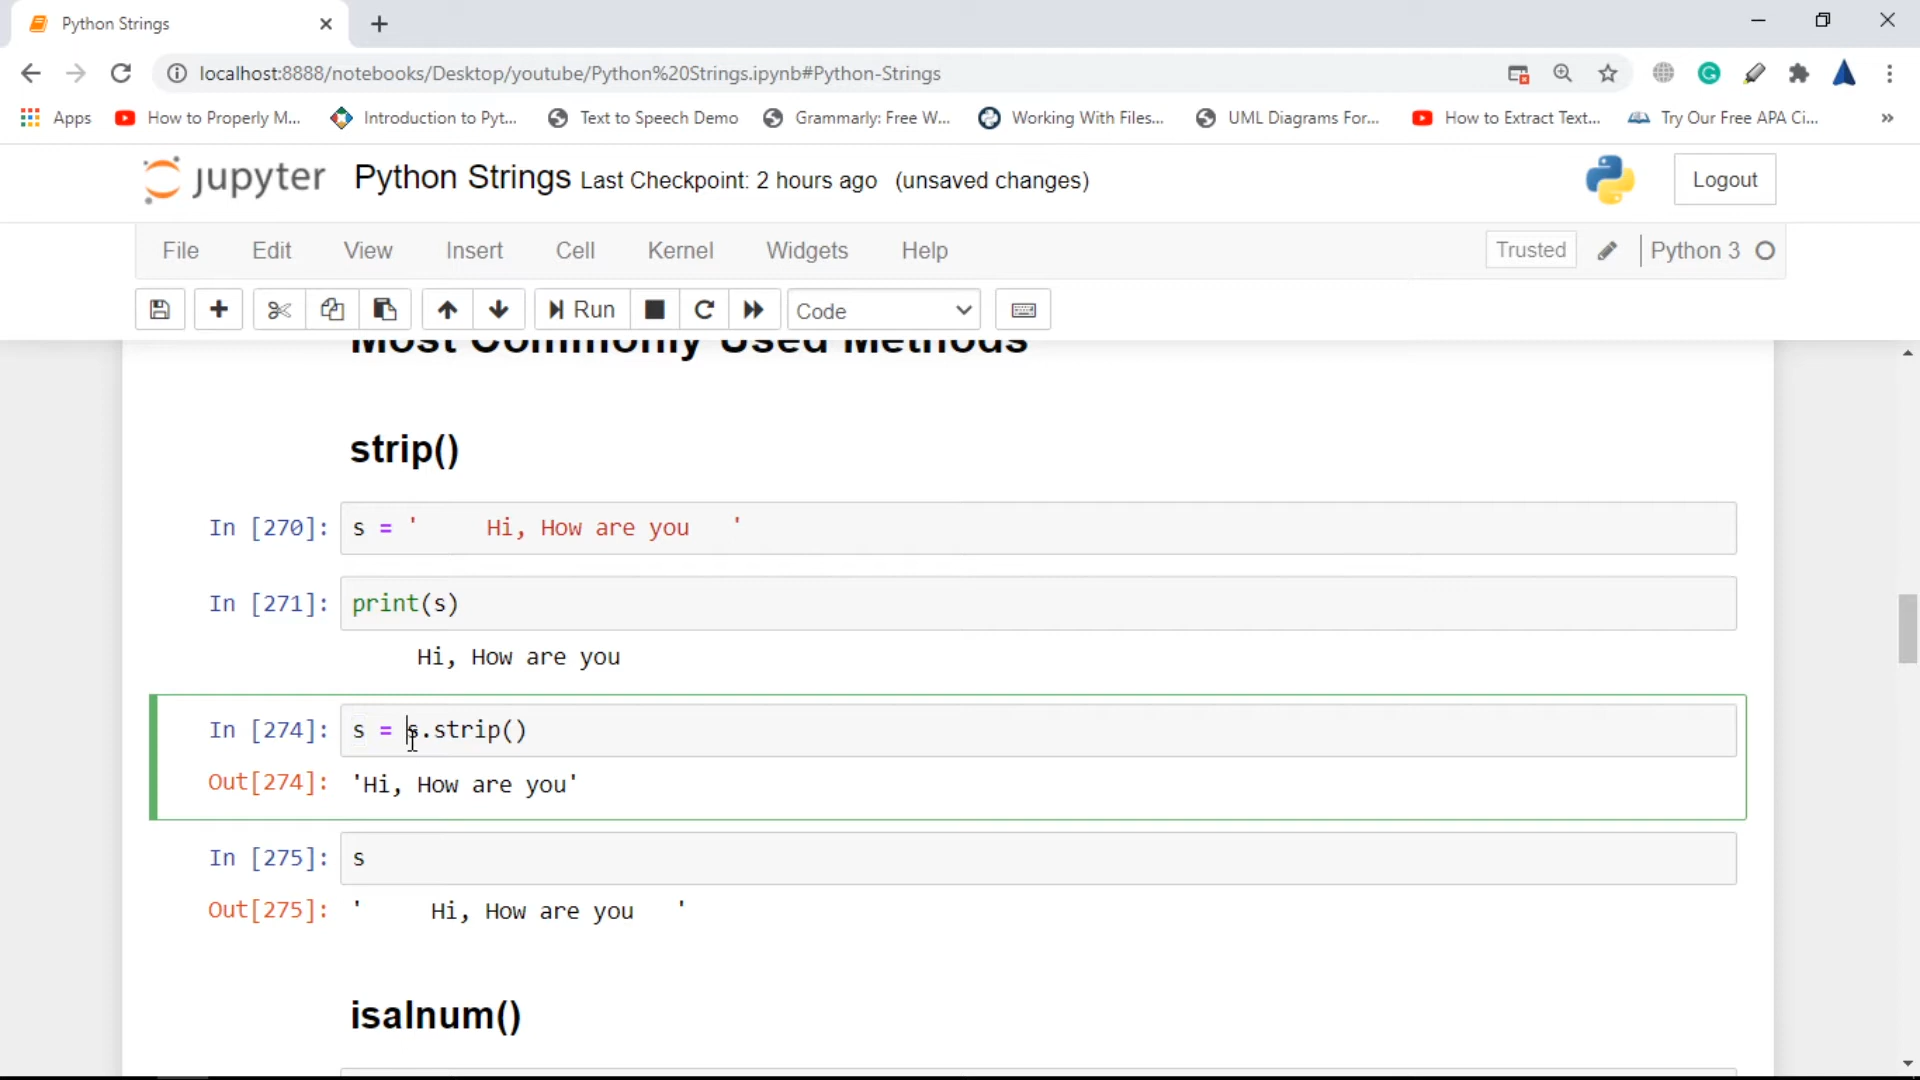 Python Strings
localhost:8888/notebooks/Desktop/youtube/Python%20Strings.ipynb#Python-Strings
Apps How to Properly M... Introduction to Pyt... Text to Speech Demo Grammarly: Free W... Working With Files... UML Diagrams For... How to Extract Text... Try Our Free APA Ci... »
jupyter Python Strings Last Checkpoint: 2 hours ago (unsaved changes) Logout
File Edit View Insert Cell Kernel Widgets Help Trusted Python 3
Run Code
Most Commonly Used Methods
strip()
In [270]: s = '     Hi, How are you   '
In [271]: print(s)
Hi, How are you
In [274]: s = s.strip()
Out[274]: 'Hi, How are you'
In [275]: s
Out[275]: '     Hi, How are you   '
isalnum()